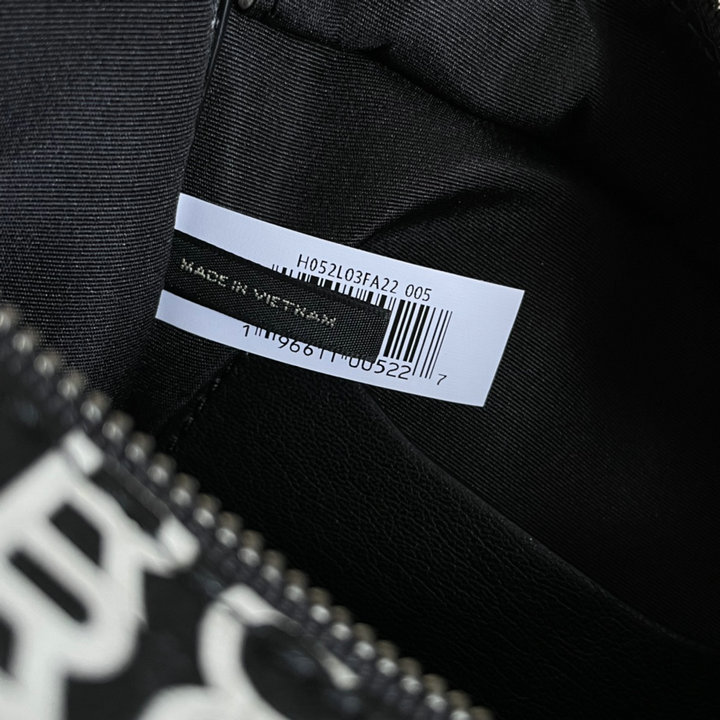 H052L03FA22 005
MADE IN VIETNAM
1 96611 00522 7